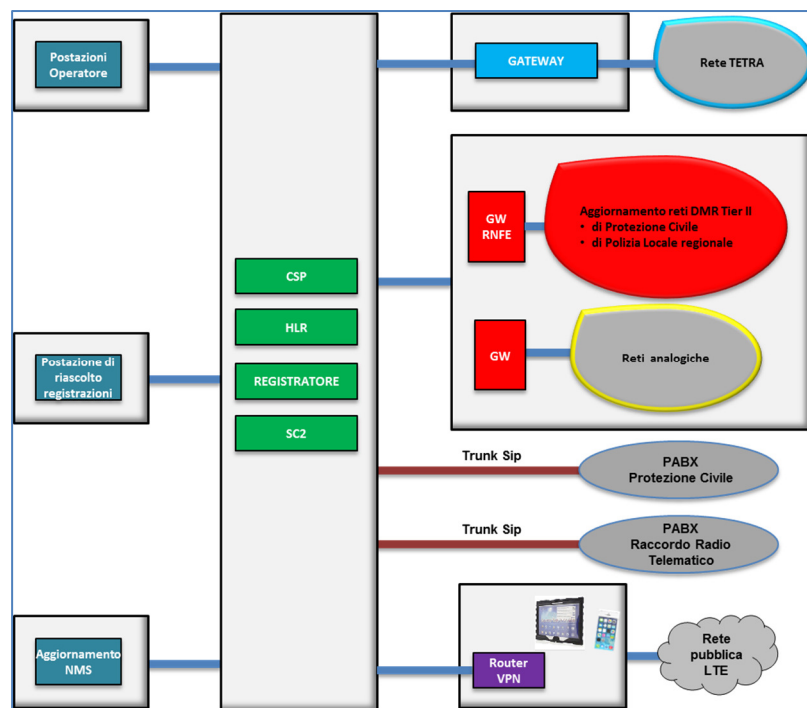 Postazioni
Operatore
GATEWAY
Rete TETRA
GW
RNFE
Aggiornamento reti DMR Tier II
• di Protezione Civile
• di Polizia Locale regionale
CSP
HLR
REGISTRATORE
SC2
Postazione di
riascolto
registrazioni
GW
Reti analogiche
Trunk Sip
PABX
Protezione Civile
Trunk Sip
PABX
Raccordo Radio
Telematico
Aggiornamento
NMS
Router
VPN
Rete
pubblica
LTE